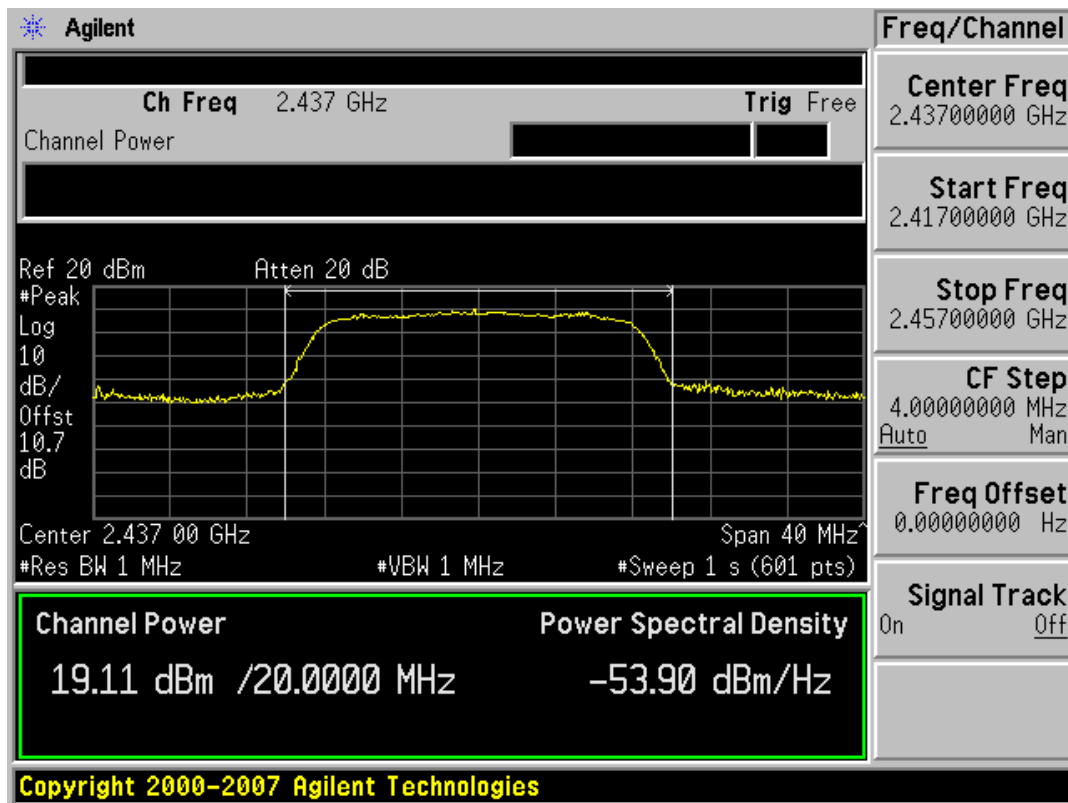 Agilent
Freq/Channel
Ch Freq 2.437 GHz
Trig Free
Channel Power
Center Freq
2.43700000 GHz
Start Freq
2.41700000 GHz
Stop Freq
2.45700000 GHz
CF Step
4.00000000 MHz
Auto Man
Freq Offset
0.00000000 Hz
Signal Track
On Off
Ref 20 dBm
Atten 20 dB
#Peak
Log
10
dB/
Offst
10.7
dB
Center 2.437 00 GHz
Span 40 MHz^
#Res BW 1 MHz
#VBW 1 MHz
#Sweep 1 s (601 pts)
Channel Power
Power Spectral Density
19.11 dBm /20.0000 MHz
-53.90 dBm/Hz
Copyright 2000-2007 Agilent Technologies